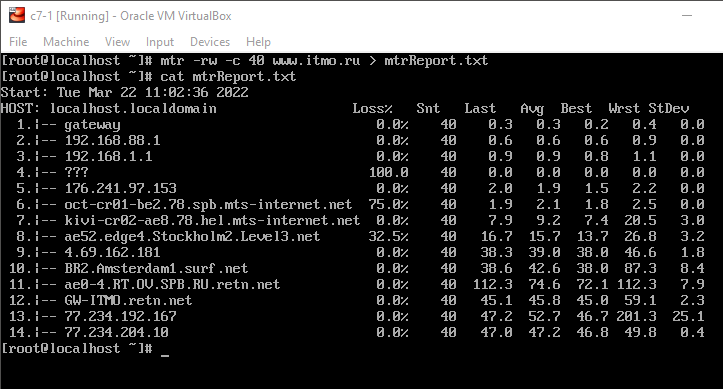 c7-1 [Running] - Oracle VM VirtualBox
File Machine View Input Devices Help
[root@localhost ~]# mtr -rw -c 40 www.itmo.ru > mtrReport.txt
[root@localhost ~]# cat mtrReport.txt
Start: Tue Mar 22 11:02:36 2022
HOST: localhost.localdomain Loss% Snt Last Avg Best Wrst StDev
1.|-- gateway 0.0% 40 0.3 0.3 0.2 0.4 0.0
2.|-- 192.168.88.1 0.0% 40 0.6 0.6 0.6 0.9 0.0
3.|-- 192.168.1.1 0.0% 40 0.9 0.9 0.8 1.1 0.0
4.|-- ??? 100.0 40 0.0 0.0 0.0 0.0 0.0
5.|-- 176.241.97.153 0.0% 40 2.0 1.9 1.5 2.2 0.0
6.|-- oct-cr01-be2.78.spb.mts-internet.net 75.0% 40 1.9 2.1 1.8 2.5 0.0
7.|-- kivi-cr02-ae8.78.hel.mts-internet.net 0.0% 40 7.9 9.2 7.4 20.5 3.0
8.|-- ae52.edge4.Stockholm2.Level3.net 32.5% 40 16.7 15.7 13.7 26.8 3.2
9.|-- 4.69.162.181 0.0% 40 38.3 39.0 38.0 46.6 1.8
10.|-- BR2.Amsterdam1.surf.net 0.0% 40 38.6 42.6 38.0 87.3 8.4
11.|-- ae0-4.RT.OV.SPB.RU.retn.net 0.0% 40 112.3 74.6 72.1 112.3 7.9
12.|-- GW-ITMO.retn.net 0.0% 40 45.1 45.8 45.0 59.1 2.3
13.|-- 77.234.192.167 0.0% 40 47.2 52.7 46.7 201.3 25.1
14.|-- 77.234.204.10 0.0% 40 47.0 47.2 46.8 49.8 0.4
[root@localhost ~]# _